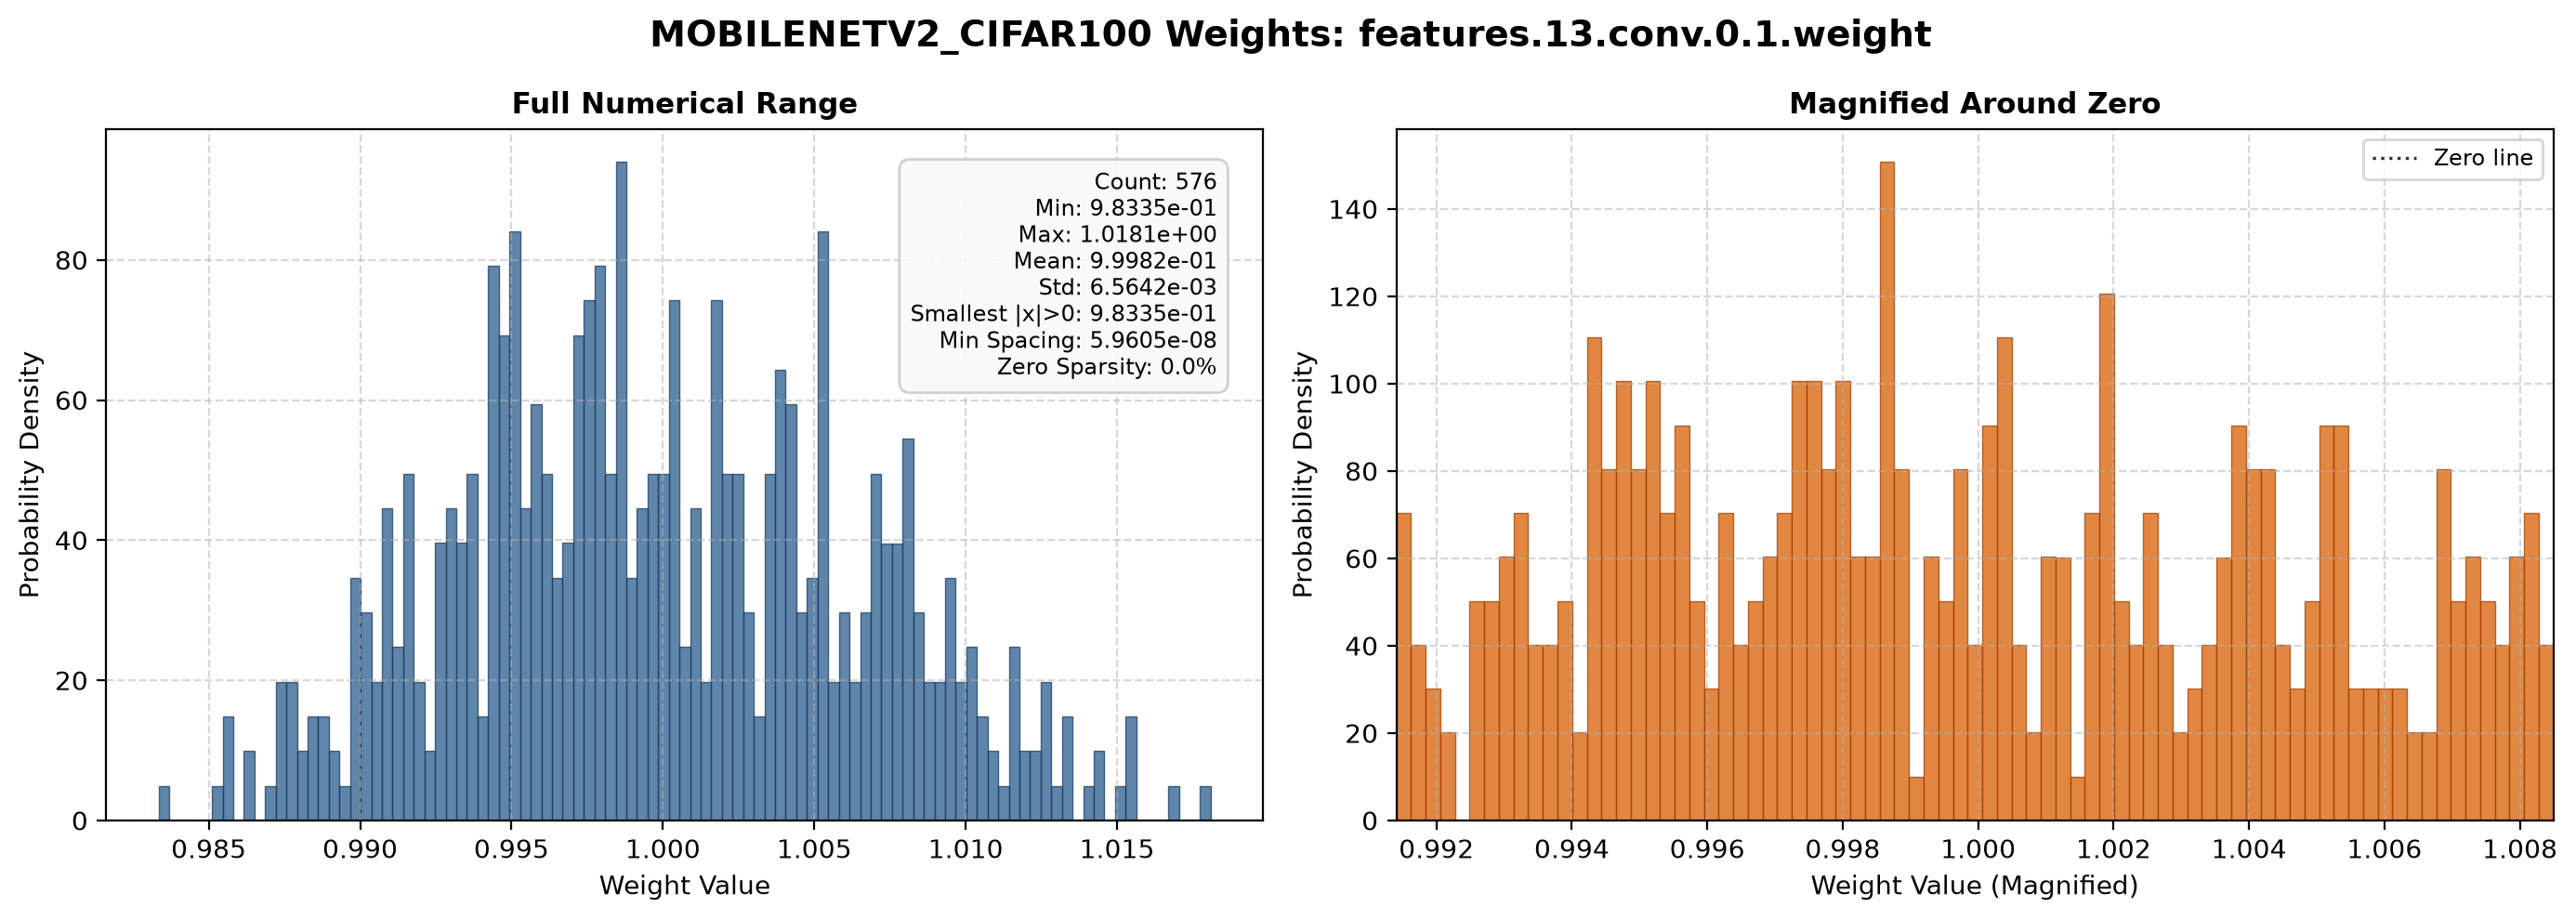 MOBILENETV2_CIFAR100 Weights: features.13.conv.0.1.weight
Full Numerical Range
Probability Density
80
60
40
20
0
Count: 576
Min: 9.8335e-01
Max: 1.0181e+00
Mean: 9.9982e-01
Std: 6.5642e-03
Smallest |x|>0: 9.8335e-01
Min Spacing: 5.9605e-08
Zero Sparsity: 0.0%
0.985 0.990 0.995 1.000 1.005 1.010 1.015
Weight Value
Magnified Around Zero
Probability Density
140
120
100
80
60
40
20
0
Zero line
0.992 0.994 0.996 0.998 1.000 1.002 1.004 1.006 1.008
Weight Value (Magnified)